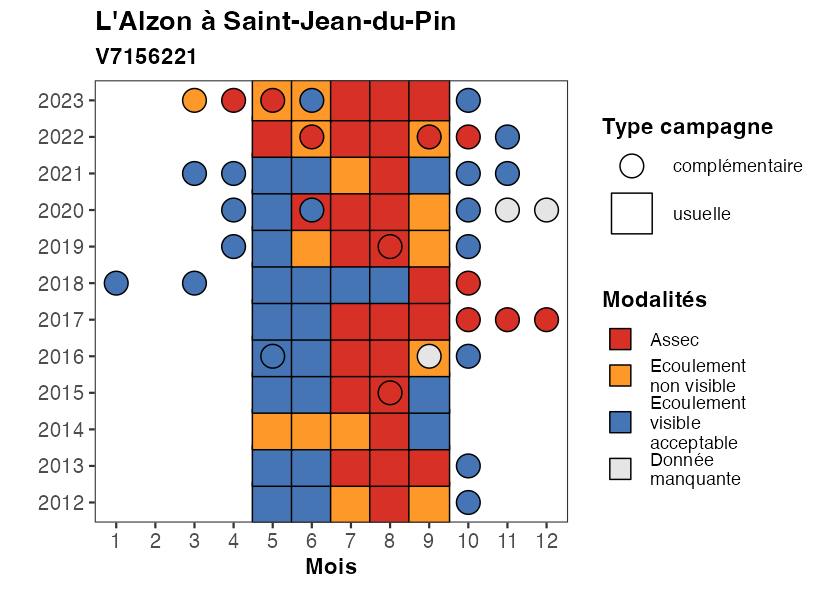 L'Alzon à Saint-Jean-du-Pin
V7156221
2023
2022
2021
2020
2019
2018
2017
2016
2015
2014
2013
2012
1 2 3 4 5 6 7 8 9 10 11 12
Mois
Type campagne
complémentaire
usuelle
Modalités
Assec
Ecoulement
non visible
Ecoulement
visible
acceptable
Donnée
manquante